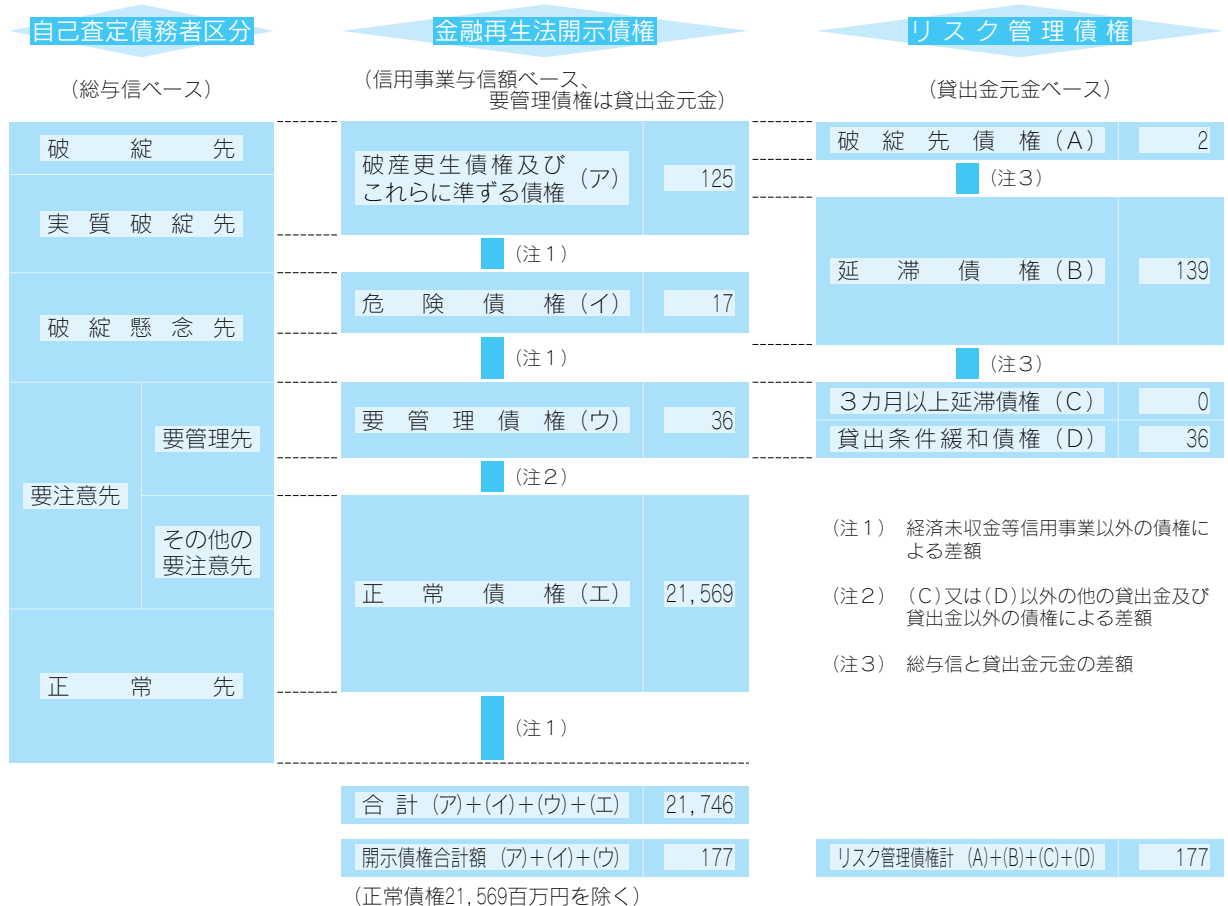 自己査定債務者区分
(総与信ベース)
破綻先
実質破綻先
破綻懸念先
要注意先
要管理先
その他の
要注意先
正常先
金融再生法開示債権
(信用事業与信額ベース、
要管理債権は貸出金元金)
破産更生債権及び
これらに準ずる債権
(ア)
125
(注1)
危険債権(イ)
17
(注1)
要管理債権(ウ)
36
(注2)
正常債権(エ)
21,569
(注1)
合計 (ア)+(イ)+(ウ)+(エ)
21,746
開示債権合計額 (ア)+(イ)+(ウ)
177
(正常債権21,569百万円を除く)
リスク管理債権
(貸出金元金ベース)
破綻先債権(A)
2
(注3)
延滞債権(B)
139
(注3)
3カ月以上延滞債権(C)
0
貸出条件緩和債権(D)
36
(注1) 経済未収金等信用事業以外の債権に
よる差額
(注2) (C)又は(D)以外の他の貸出金及び
貸出金以外の債権による差額
(注3) 総与信と貸出金元金の差額
リスク管理債権計 (A)+(B)+(C)+(D)
177